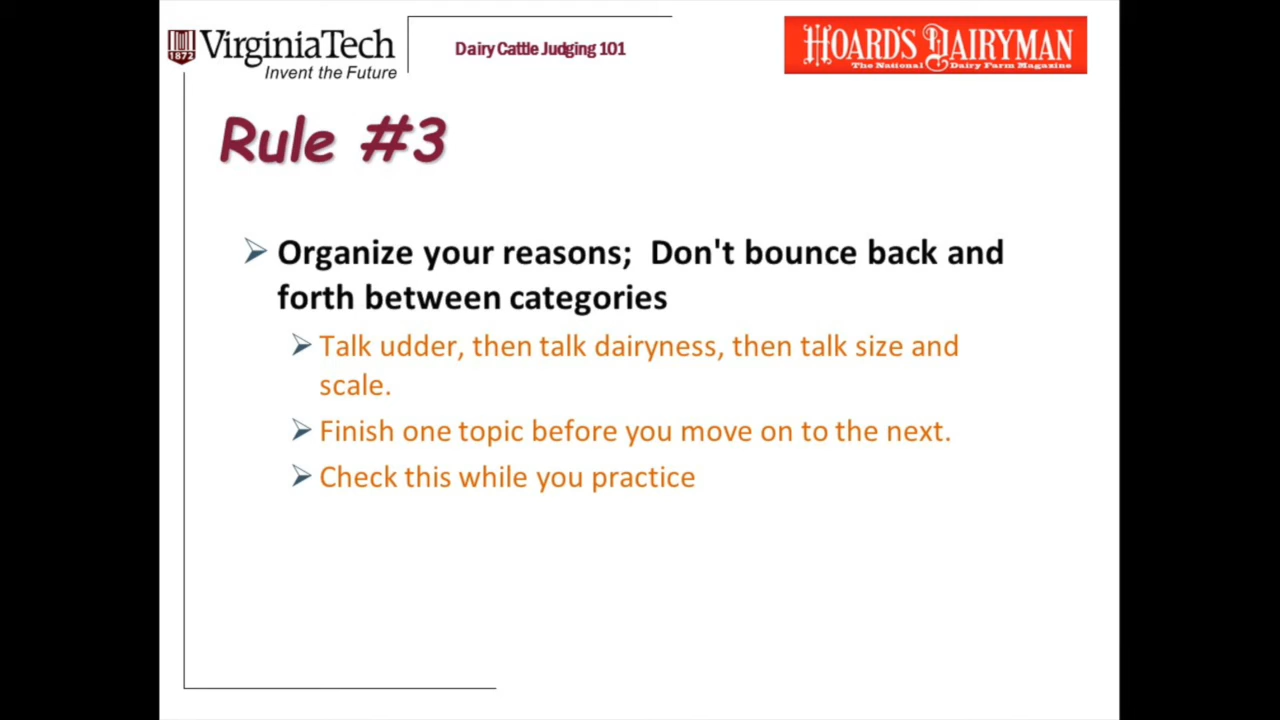 VirginiaTech
1872
Invent the Future
Dairy Cattle Judging 101
HOARD'S DAIRYMAN
The National Dairy Farm Magazine
Rule #3
Organize your reasons; Don't bounce back and
forth between categories
Talk udder, then talk dairyness, then talk size and
scale.
Finish one topic before you move on to the next.
Check this while you practice